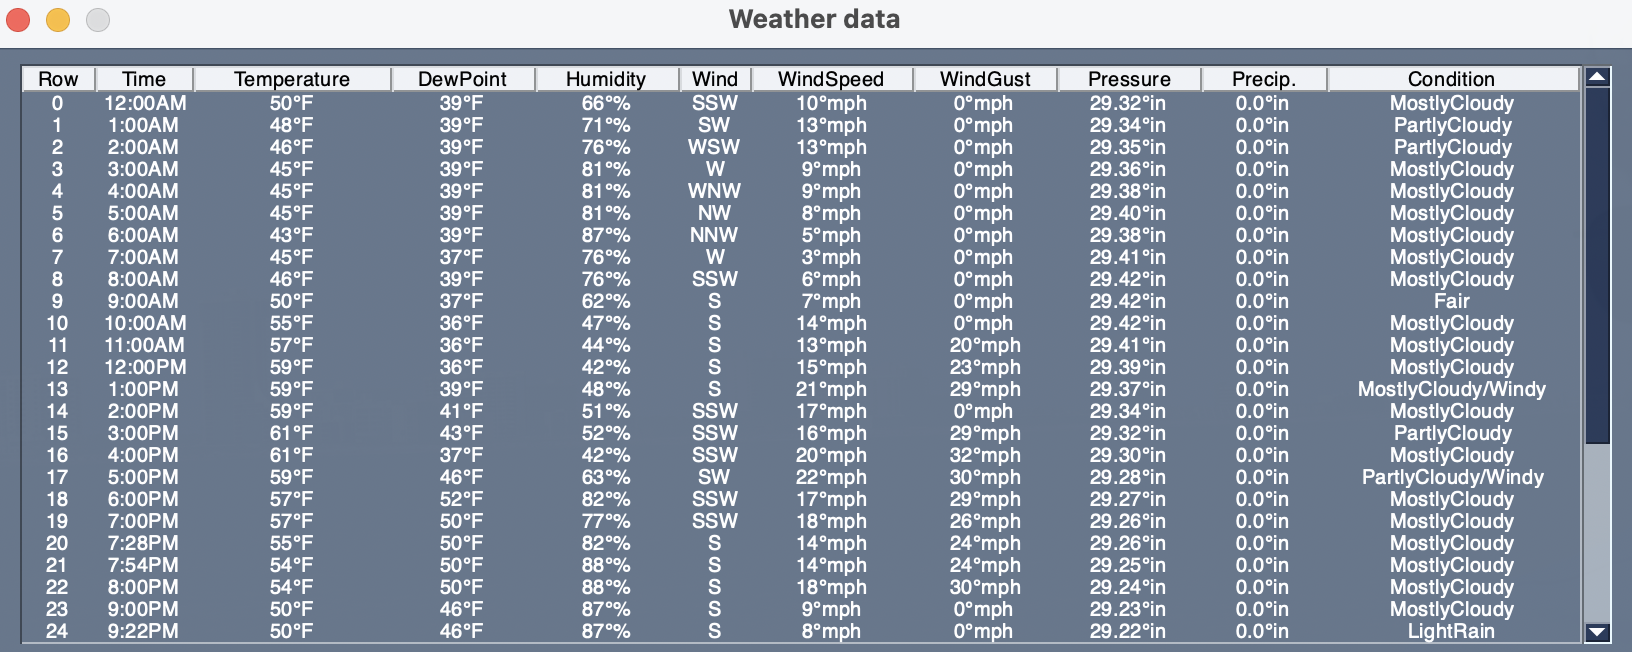 Weather data
Row Time Temperature DewPoint Humidity Wind WindSpeed WindGust Pressure Precip. Condition
0 12:00AM 50°F 39°F 66°% SSW 10°mph 0°mph 29.32°in 0.0°in MostlyCloudy
1 1:00AM 48°F 39°F 71°% SW 13°mph 0°mph 29.34°in 0.0°in PartlyCloudy
2 2:00AM 46°F 39°F 76°% WSW 13°mph 0°mph 29.35°in 0.0°in PartlyCloudy
3 3:00AM 45°F 39°F 81°% W 9°mph 0°mph 29.36°in 0.0°in MostlyCloudy
4 4:00AM 45°F 39°F 81°% WNW 9°mph 0°mph 29.38°in 0.0°in MostlyCloudy
5 5:00AM 45°F 39°F 81°% NW 8°mph 0°mph 29.40°in 0.0°in MostlyCloudy
6 6:00AM 43°F 39°F 87°% NNW 5°mph 0°mph 29.38°in 0.0°in MostlyCloudy
7 7:00AM 45°F 37°F 76°% W 3°mph 0°mph 29.41°in 0.0°in MostlyCloudy
8 8:00AM 46°F 39°F 76°% SSW 6°mph 0°mph 29.42°in 0.0°in MostlyCloudy
9 9:00AM 50°F 37°F 62°% S 7°mph 0°mph 29.42°in 0.0°in Fair
10 10:00AM 55°F 36°F 47°% S 14°mph 0°mph 29.42°in 0.0°in MostlyCloudy
11 11:00AM 57°F 36°F 44°% S 13°mph 20°mph 29.41°in 0.0°in MostlyCloudy
12 12:00PM 59°F 36°F 42°% S 15°mph 23°mph 29.39°in 0.0°in MostlyCloudy
13 1:00PM 59°F 39°F 48°% S 21°mph 29°mph 29.37°in 0.0°in MostlyCloudy/Windy
14 2:00PM 59°F 41°F 51°% SSW 17°mph 0°mph 29.34°in 0.0°in MostlyCloudy
15 3:00PM 61°F 43°F 52°% SSW 16°mph 29°mph 29.32°in 0.0°in PartlyCloudy
16 4:00PM 61°F 37°F 42°% SSW 20°mph 32°mph 29.30°in 0.0°in MostlyCloudy
17 5:00PM 59°F 46°F 63°% SW 22°mph 30°mph 29.28°in 0.0°in PartlyCloudy/Windy
18 6:00PM 57°F 52°F 82°% SSW 17°mph 29°mph 29.27°in 0.0°in MostlyCloudy
19 7:00PM 57°F 50°F 77°% SSW 18°mph 26°mph 29.26°in 0.0°in MostlyCloudy
20 7:28PM 55°F 50°F 82°% S 14°mph 24°mph 29.26°in 0.0°in MostlyCloudy
21 7:54PM 54°F 50°F 88°% S 14°mph 24°mph 29.25°in 0.0°in MostlyCloudy
22 8:00PM 54°F 50°F 88°% S 18°mph 30°mph 29.24°in 0.0°in MostlyCloudy
23 9:00PM 50°F 46°F 87°% S 9°mph 0°mph 29.23°in 0.0°in MostlyCloudy
24 9:22PM 50°F 46°F 87°% S 8°mph 0°mph 29.22°in 0.0°in LightRain